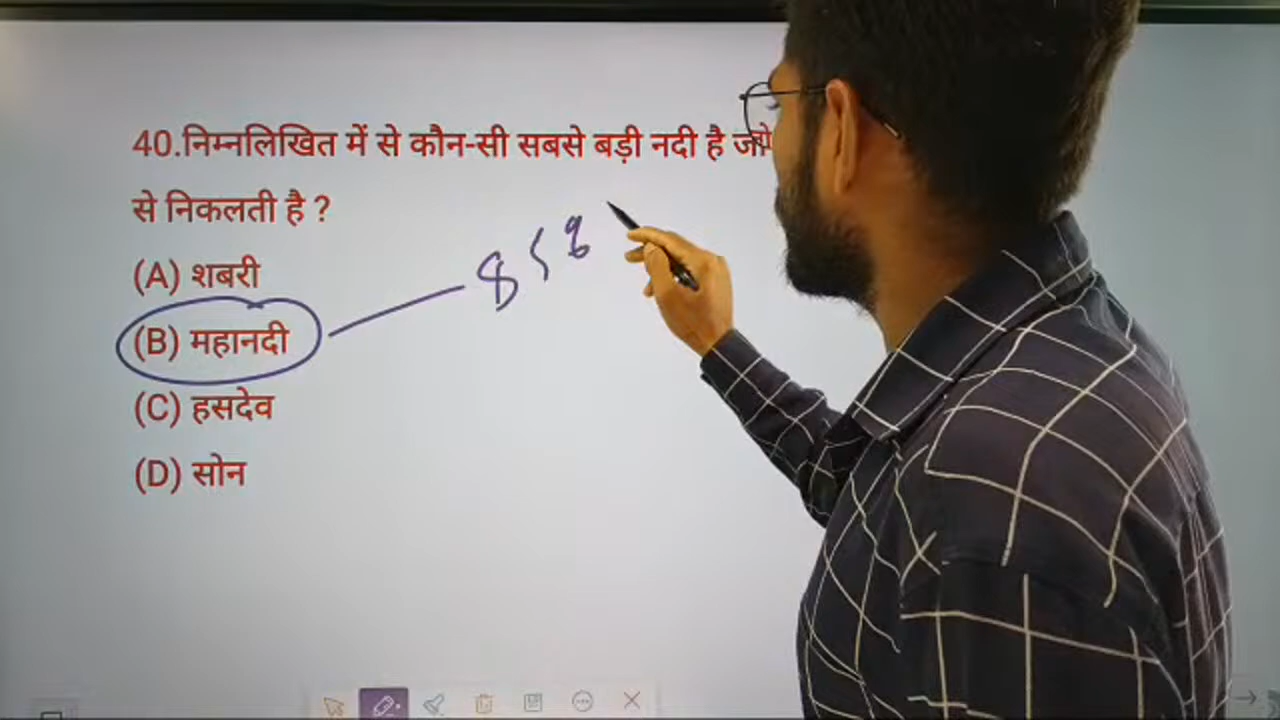 40.निम्नलिखित में से कौन-सी सबसे बड़ी नदी है जो
से निकलती है ?
(A) शबरी
(B) महानदी
858
(C) हसदेव
(D) सोन